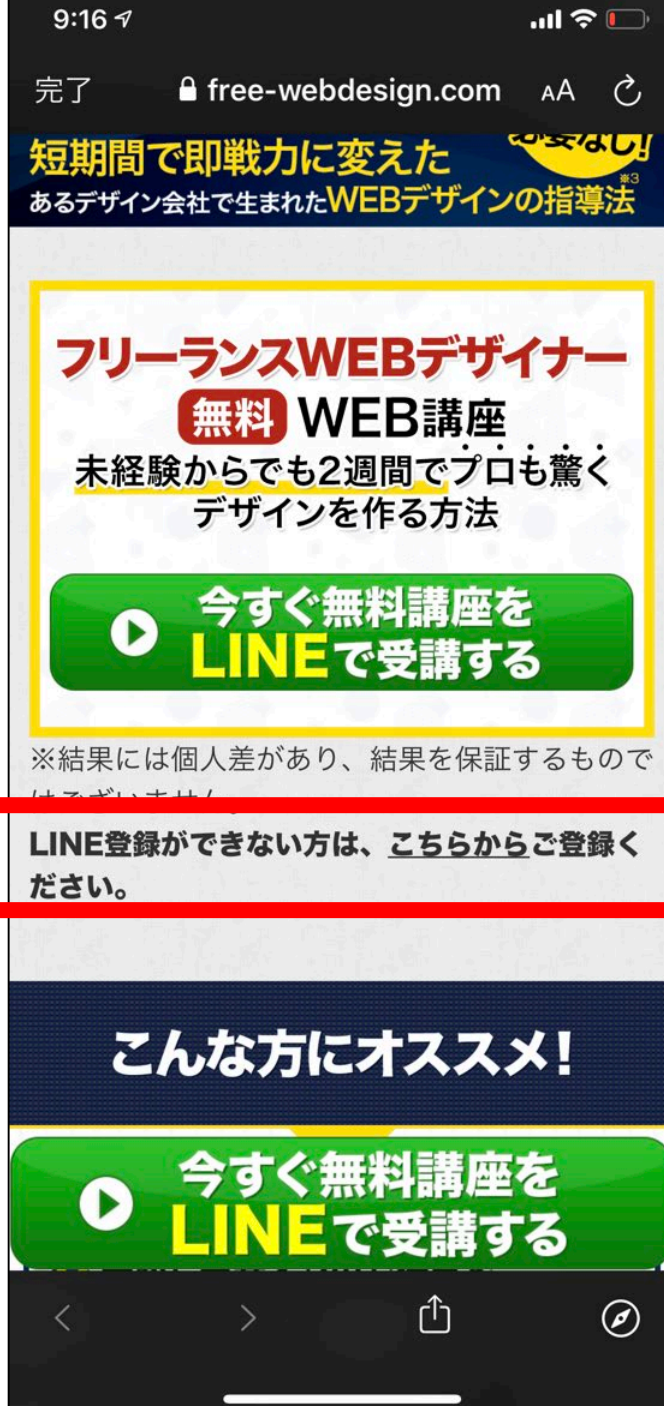 9:16
完了 free-webdesign.com AA
必要なし!
短期間で即戦力に変えた
※3
あるデザイン会社で生まれたWEBデザインの指導法
フリーランスWEBデザイナー
無料 WEB講座
未経験からでも2週間でプロも驚く
デザインを作る方法
今すぐ無料講座を
LINEで受講する
※結果には個人差があり、結果を保証するもので
はございません
LINE登録ができない方は、こちらからご登録く
ださい。
こんな方にオススメ!
今すぐ無料講座を
LINEで受講する